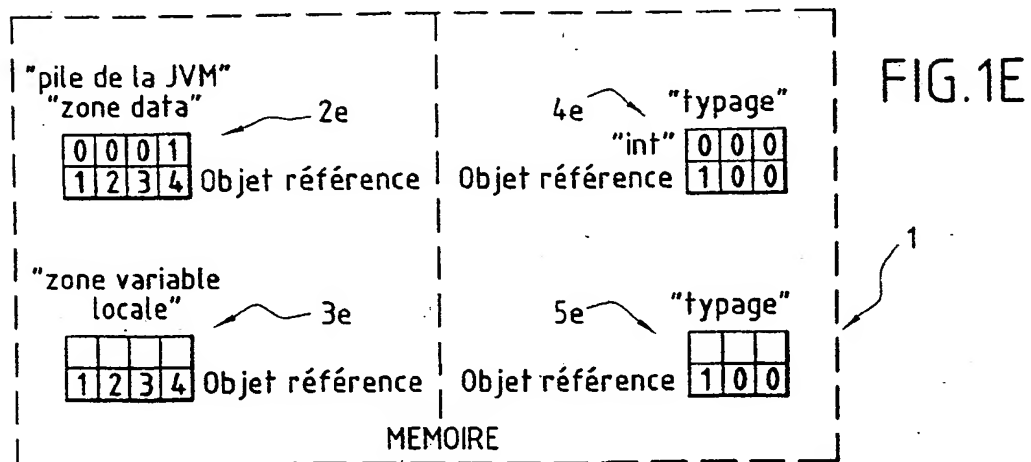 FIG.1E
"pile de la JVM"
"zone data"
2e
0 0 0 1
1 2 3 4 Objet référence
4e
"typage"
"int" 0 0 0
Objet référence 1 0 0
1
"zone variable
locale"
3e
1 2 3 4 Objet référence
5e
"typage"
Objet référence 1 0 0
MEMOIRE